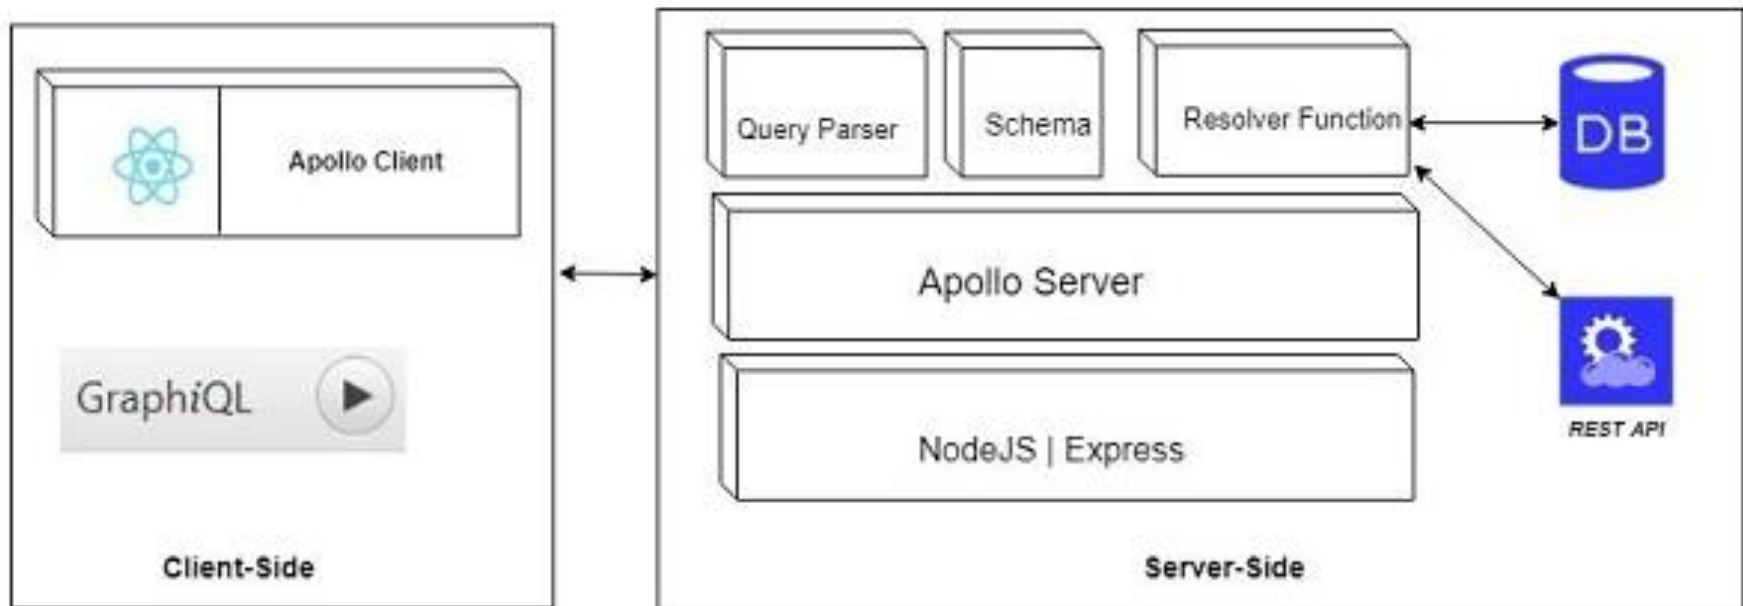 Apollo Client
GraphiQL
Client-Side
Query Parser
Schema
Resolver Function
DB
Apollo Server
REST API
NodeJS | Express
Server-Side